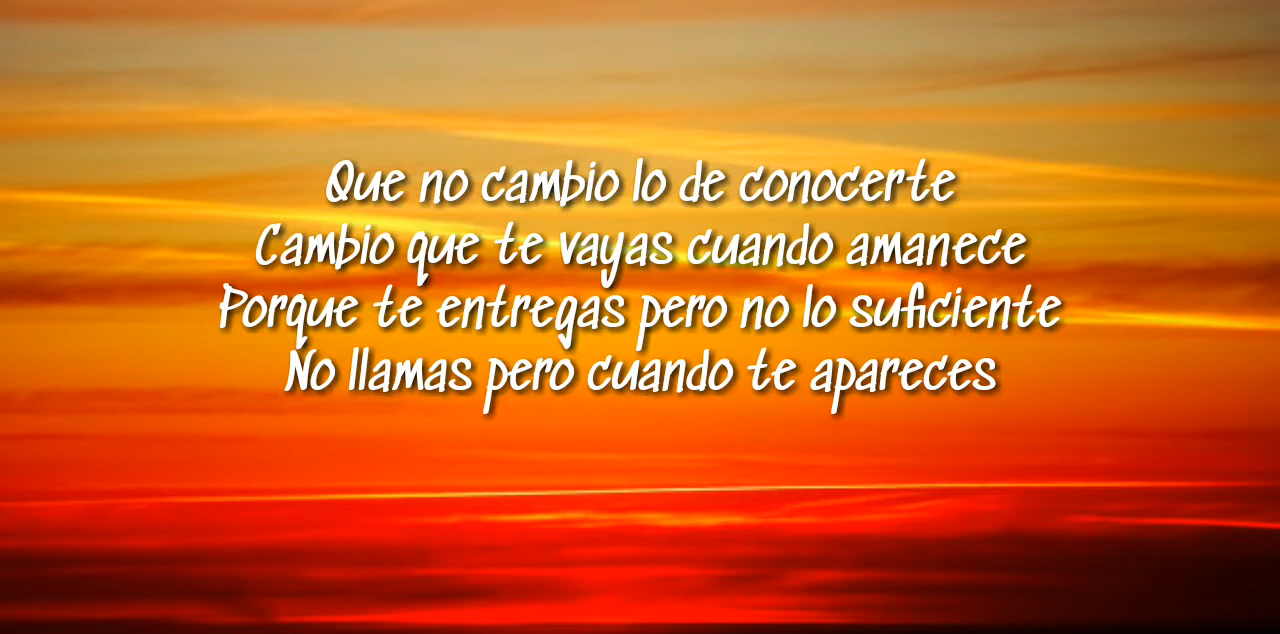 Que no cambio lo de conocerte
Cambio que te vayas cuando amanece
Porque te entregas pero no lo suficiente
No llamas pero cuando te apareces